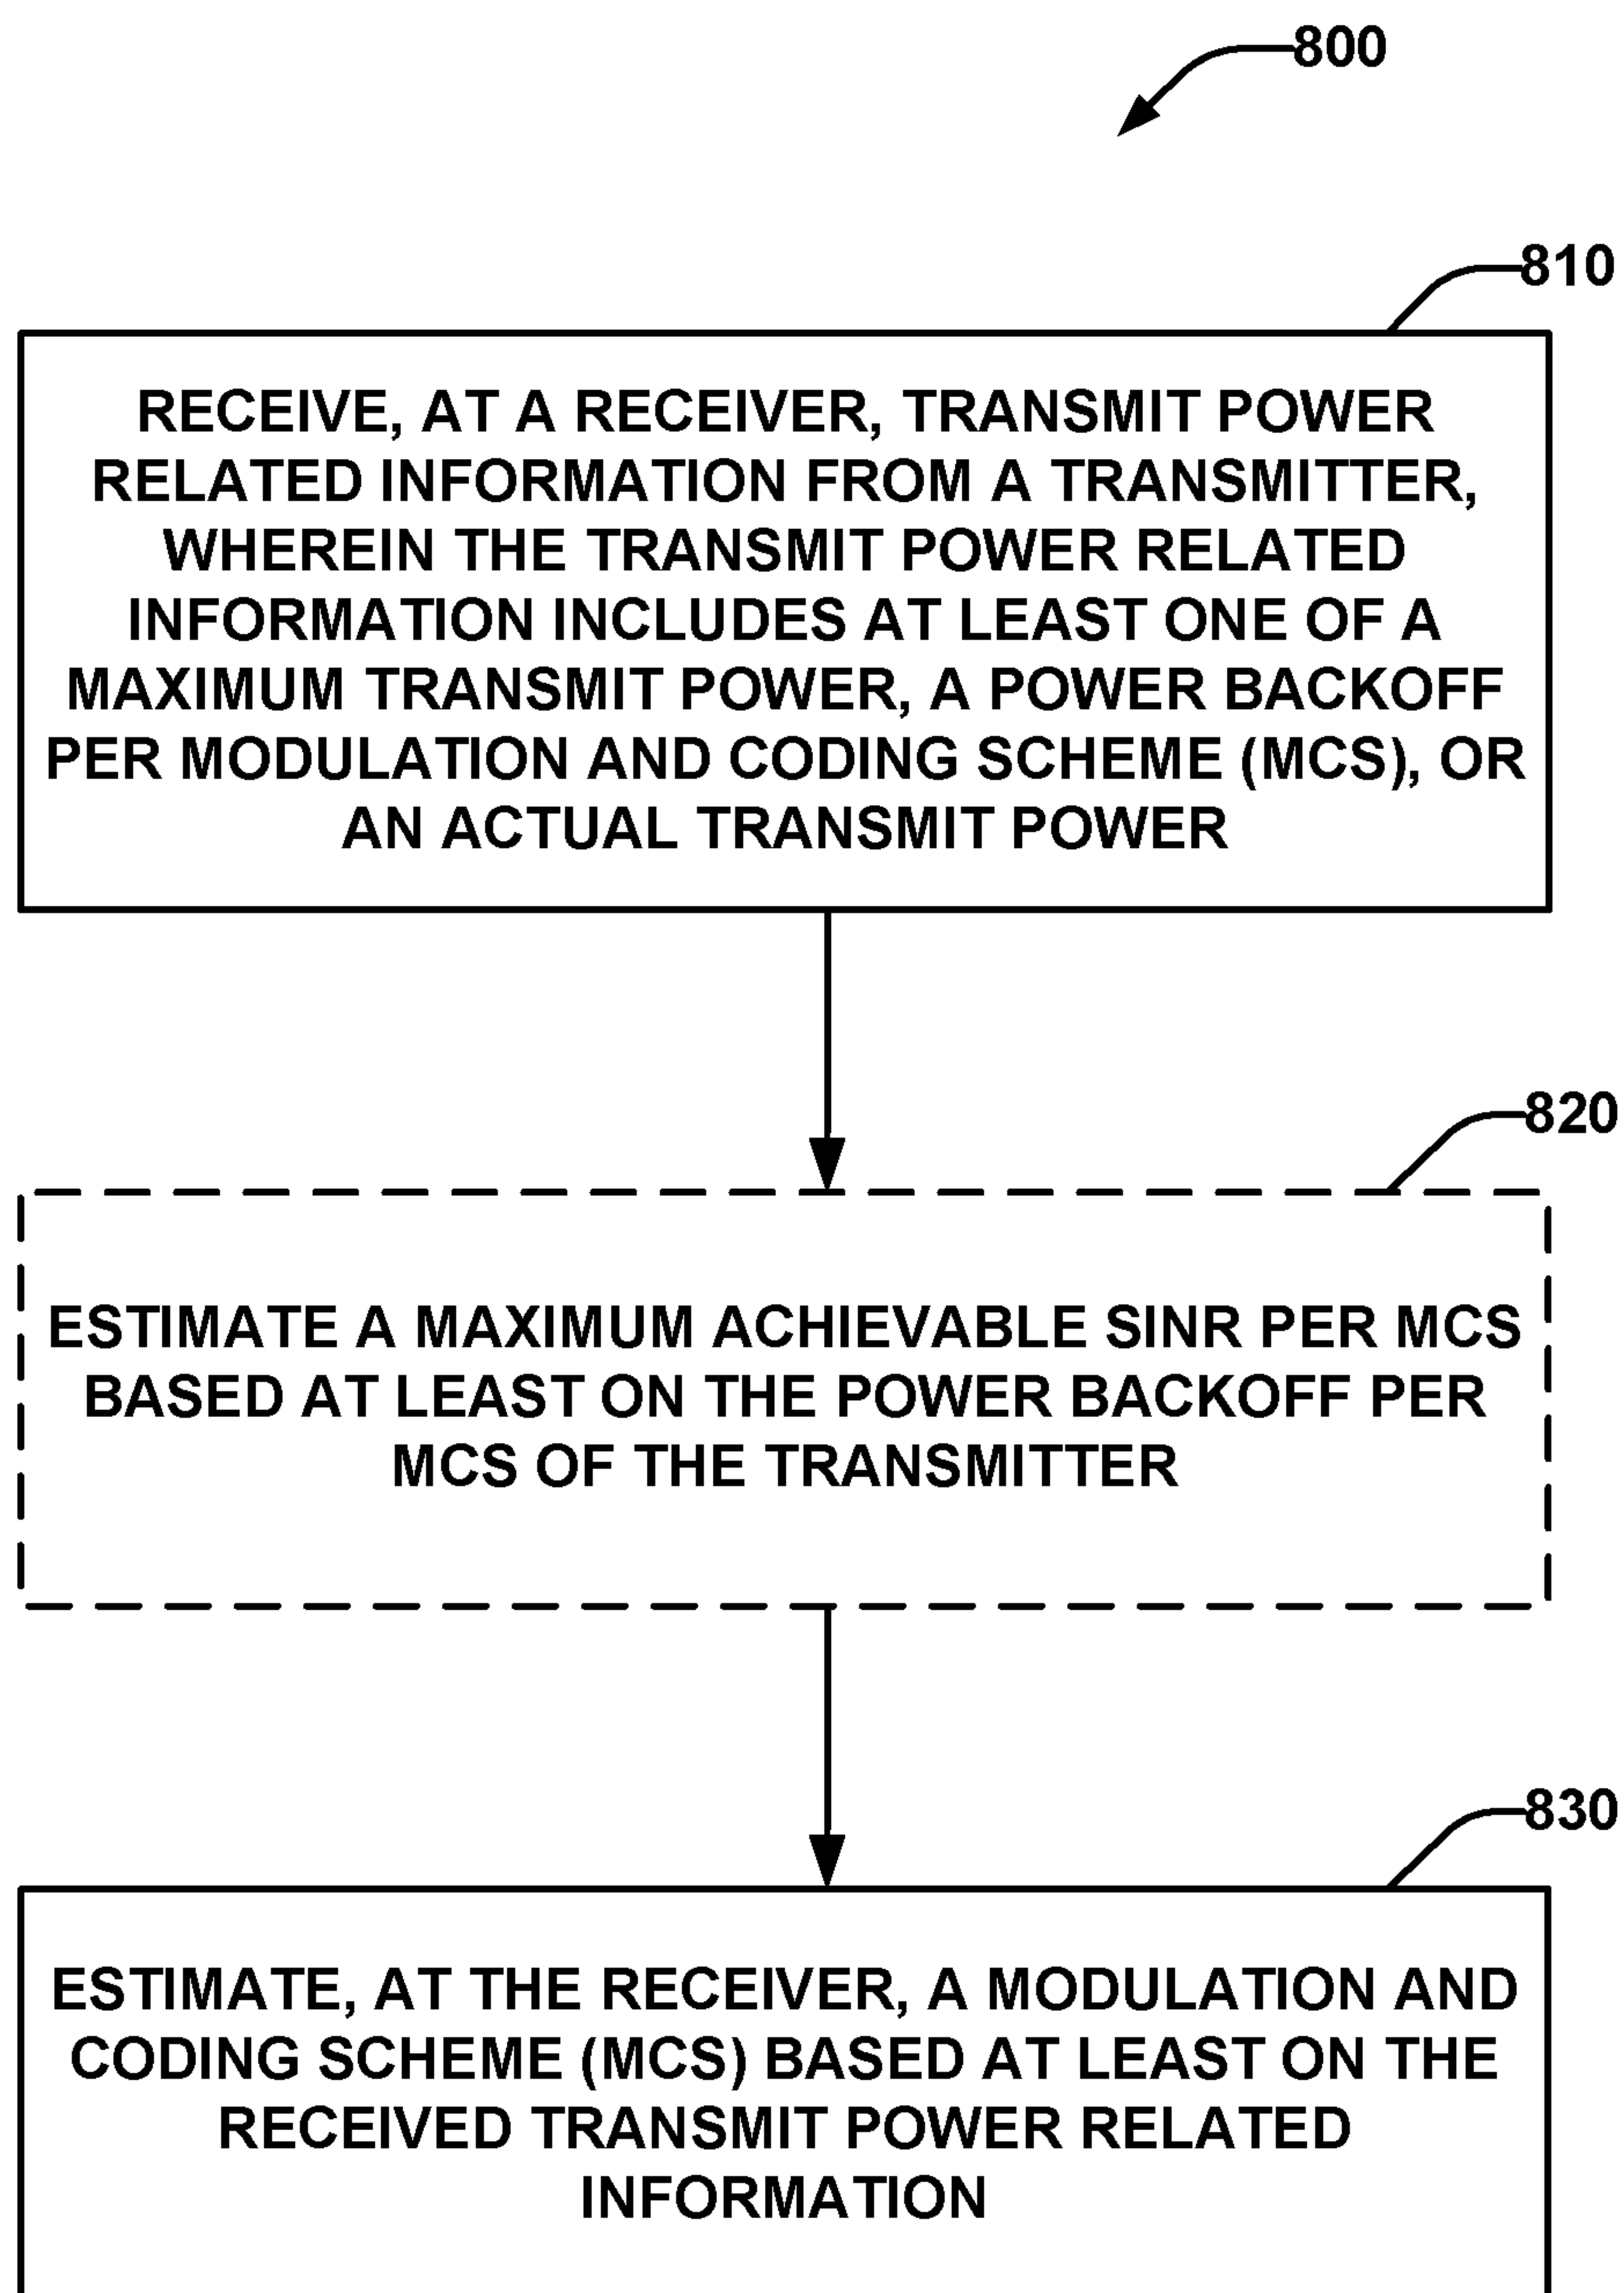 800
810
RECEIVE, AT A RECEIVER, TRANSMIT POWER
RELATED INFORMATION FROM A TRANSMITTER,
WHEREIN THE TRANSMIT POWER RELATED
INFORMATION INCLUDES AT LEAST ONE OF A
MAXIMUM TRANSMIT POWER, A POWER BACKOFF
PER MODULATION AND CODING SCHEME (MCS), OR
AN ACTUAL TRANSMIT POWER
820
ESTIMATE A MAXIMUM ACHIEVABLE SINR PER MCS
BASED AT LEAST ON THE POWER BACKOFF PER
MCS OF THE TRANSMITTER
830
ESTIMATE, AT THE RECEIVER, A MODULATION AND
CODING SCHEME (MCS) BASED AT LEAST ON THE
RECEIVED TRANSMIT POWER RELATED
INFORMATION